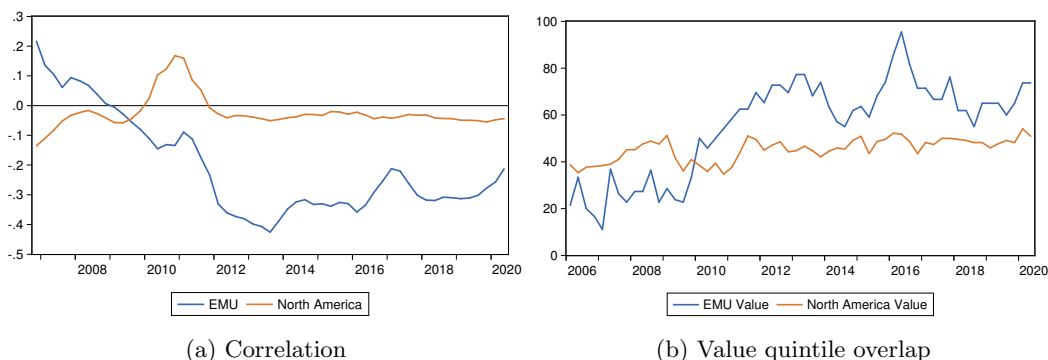 .3
.2
.1
.0
-.1
-.2
-.3
-.4
-.5
2008 2010 2012 2014 2016 2018 2020
EMU North America
(a) Correlation
100
80
60
40
20
0
2006 2008 2010 2012 2014 2016 2018 2020
EMU Value North America Value
(b) Value quintile overlap